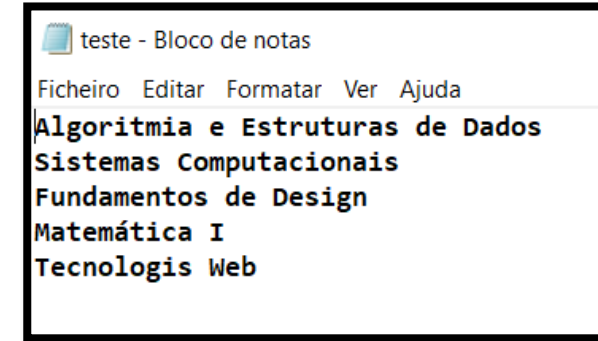 teste - Bloco de notas
Ficheiro Editar Formatar Ver Ajuda
Algoritmia e Estruturas de Dados
Sistemas Computacionais
Fundamentos de Design
Matemática I
Tecnologis Web